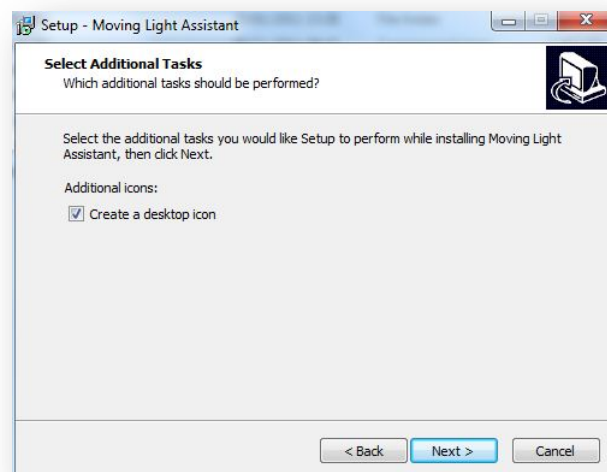 Setup - Moving Light Assistant
Select Additional Tasks
Which additional tasks should be performed?
Select the additional tasks you would like Setup to perform while installing Moving Light
Assistant, then click Next.
Additional icons:
Create a desktop icon
< Back
Next >
Cancel